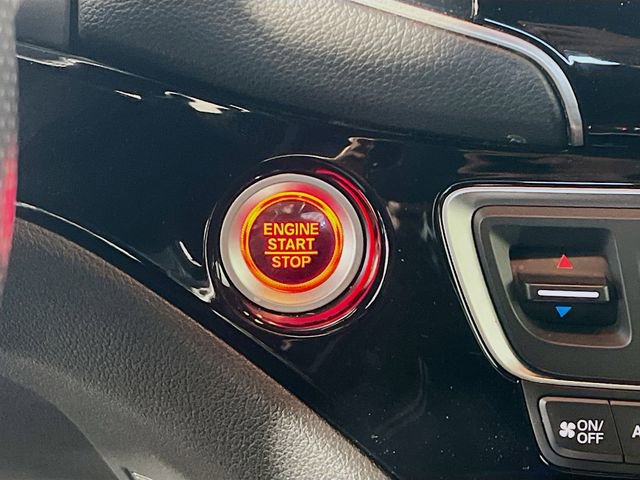 ENGINE
START
STOP
ON/
OFF
A